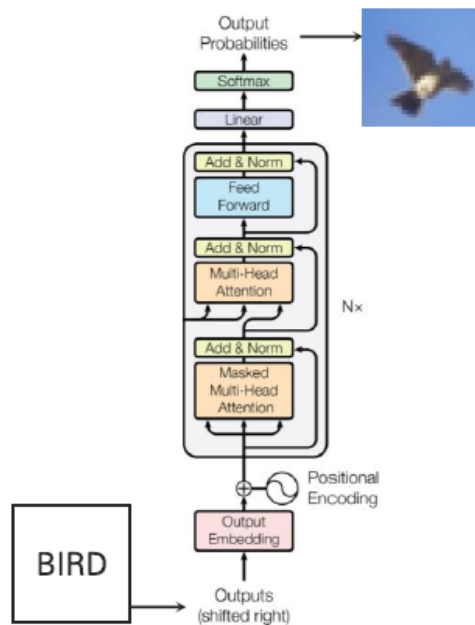 Output
Probabilities
Softmax
Linear
Add & Norm
Feed
Forward
Add & Norm
Multi-Head
Attention
N×
Add & Norm
Masked
Multi-Head
Attention
Positional
Encoding
Output
Embedding
BIRD
Outputs
(shifted right)